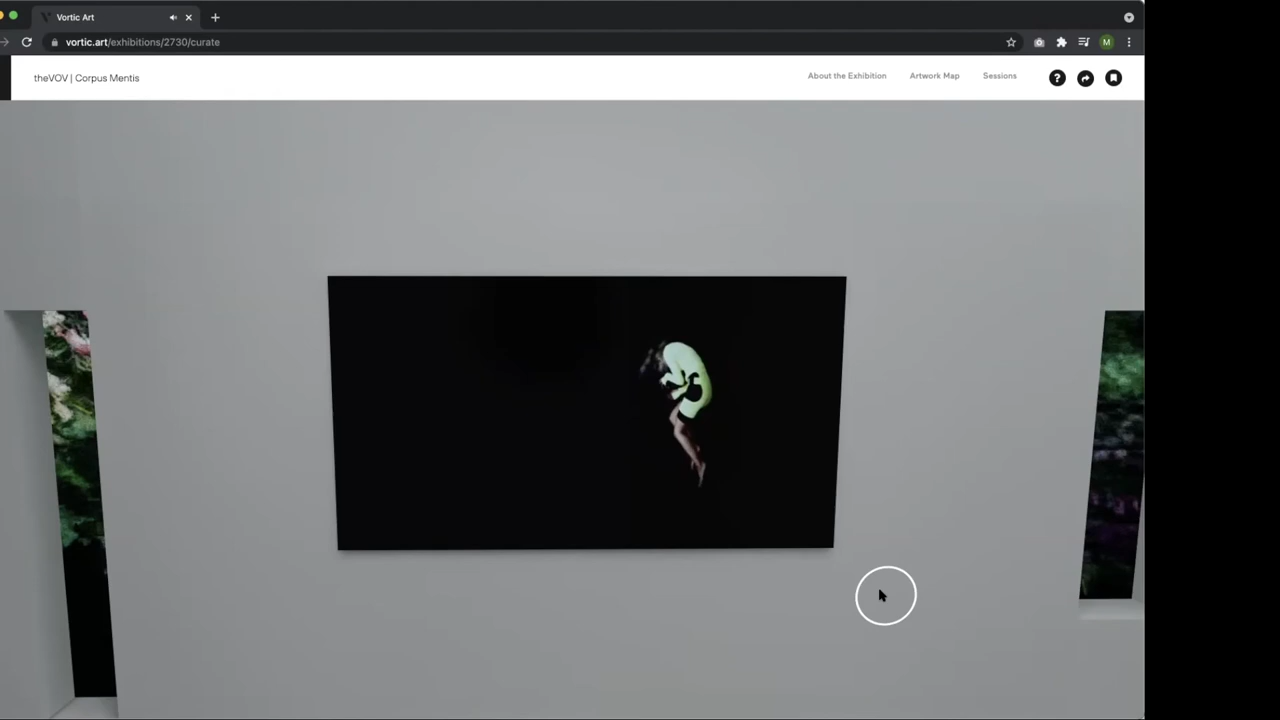 Vortic Art
vortic.art/exhibitions/2730/curate
M
theVOV | Corpus Mentis
About the Exhibition
Artwork Map
Sessions
?